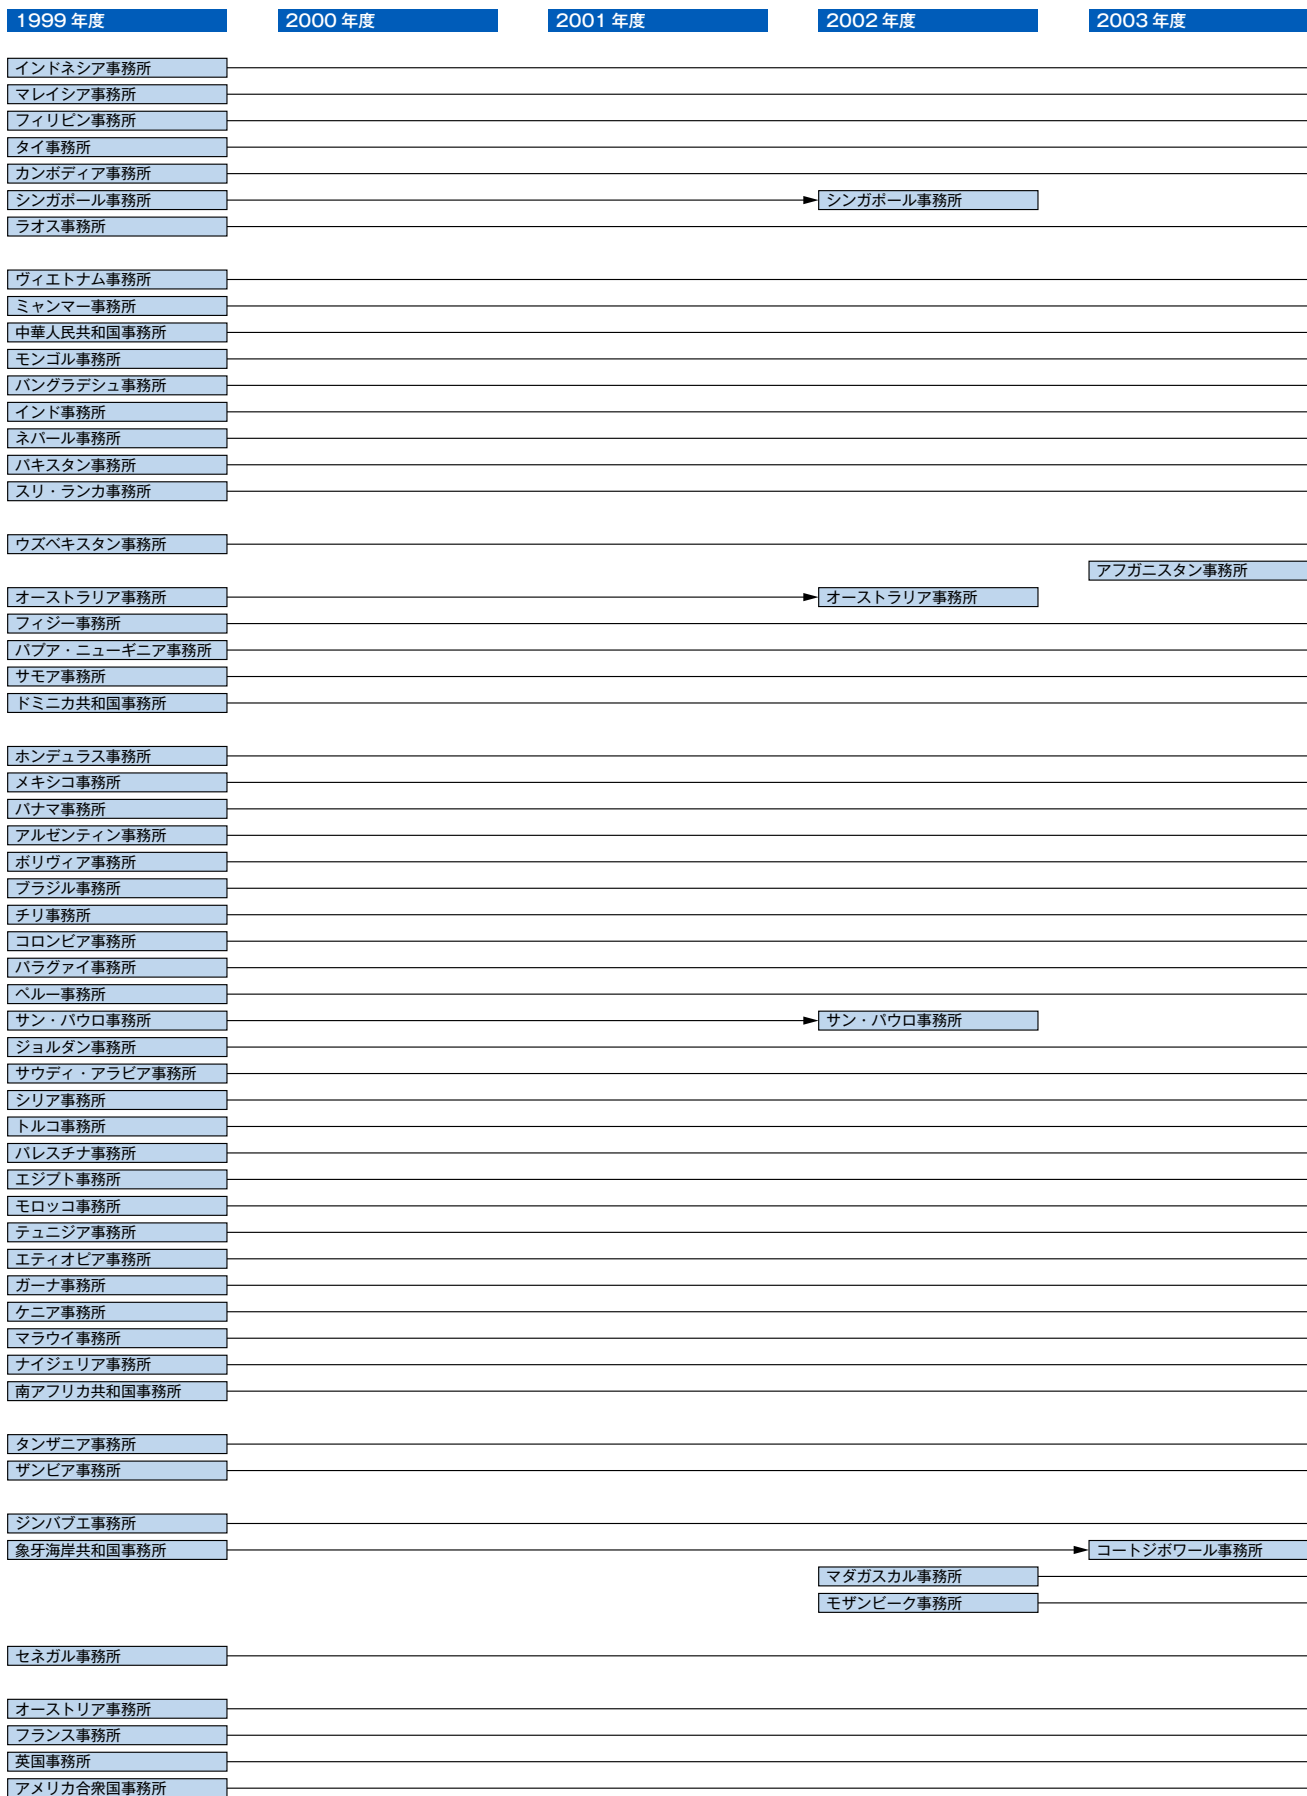 1999 年度 2000 年度 2001 年度 2002 年度 2003 年度
インドネシア事務所
マレイシア事務所
フィリピン事務所
タイ事務所
カンボディア事務所
シンガポール事務所 シンガポール事務所
ラオス事務所
ヴィエトナム事務所
ミャンマー事務所
中華人民共和国事務所
モンゴル事務所
バングラデシュ事務所
インド事務所
ネパール事務所
パキスタン事務所
スリ・ランカ事務所
ウズベキスタン事務所
アフガニスタン事務所
オーストラリア事務所 オーストラリア事務所
フィジー事務所
パプア・ニューギニア事務所
サモア事務所
ドミニカ共和国事務所
ホンデュラス事務所
メキシコ事務所
パナマ事務所
アルゼンティン事務所
ボリヴィア事務所
ブラジル事務所
チリ事務所
コロンビア事務所
パラグァイ事務所
ペルー事務所
サン・パウロ事務所 サン・パウロ事務所
ジョルダン事務所
サウディ・アラビア事務所
シリア事務所
トルコ事務所
パレスチナ事務所
エジプト事務所
モロッコ事務所
テュニジア事務所
エティオピア事務所
ガーナ事務所
ケニア事務所
マラウイ事務所
ナイジェリア事務所
南アフリカ共和国事務所
タンザニア事務所
ザンビア事務所
ジンバブエ事務所
象牙海岸共和国事務所 コートジボワール事務所
マダガスカル事務所
モザンビーク事務所
セネガル事務所
オーストリア事務所
フランス事務所
英国事務所
アメリカ合衆国事務所